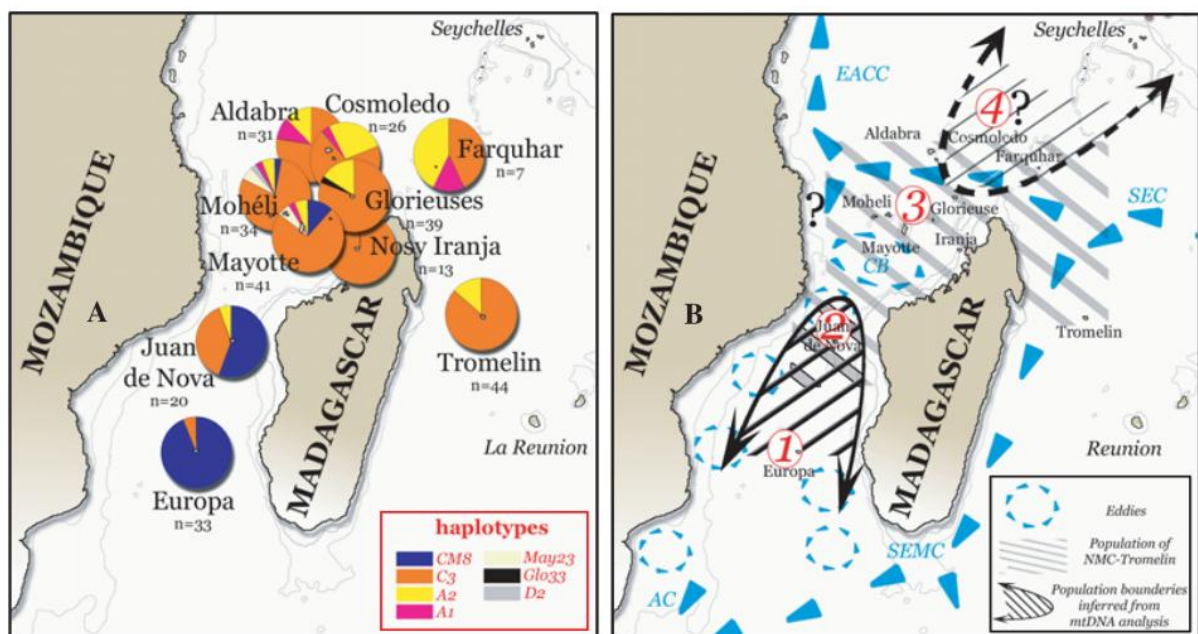 Seychelles
Aldabra
n=31
Cosmoledo
n=26
Farquhar
n=7
Mohéli
n=34
Glorieuses
n=39
Mayotte
n=41
Nosy Iranja
n=13
MOZAMBIQUE
A
Juan
de Nova
n=20
Tromelin
n=44
MADAGASCAR
La Reunion
Europa
n=33
haplotypes
CM8
C3
A2
A1
May23
Glo33
D2
Seychelles
EACC
4
?
Aldabra
Cosmoledo
Farquhar
SEC
?
Moheli
3
Glorieuse
Mayotte
Iranja
CB
MOZAMBIQUE
B
2
Juan
de Nova
Tromelin
MADAGASCAR
1
Europa
Reunion
SEMC
AC
Eddies
Population of
NMC-Tromelin
Population bounderies
inferred from
mtDNA analysis